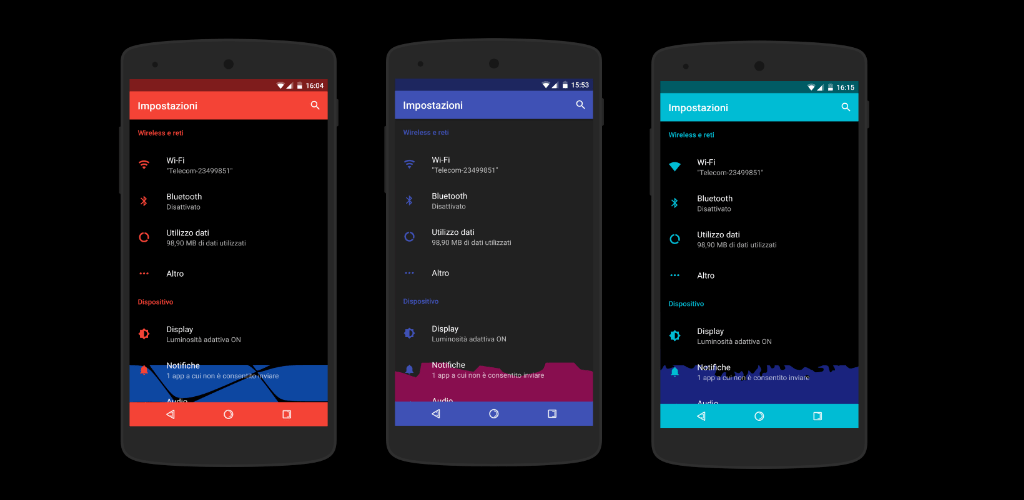 16:04
Impostazioni
Wireless e reti
Wi-Fi
"Telecom-23499851"
Bluetooth
Disattivato
Utilizzo dati
98,90 MB di dati utilizzati
Altro
Dispositivo
Display
Luminosità adattiva ON
Notifiche
1 app a cui non è consentito inviare
Audio
15:53
Impostazioni
Wireless e reti
Wi-Fi
"Telecom-23499851"
Bluetooth
Disattivato
Utilizzo dati
98,90 MB di dati utilizzati
Altro
Dispositivo
Display
Luminosità adattiva ON
Notifiche
1 app a cui non è consentito inviare
Audio
16:15
Impostazioni
Wireless e reti
Wi-Fi
"Telecom-23499851"
Bluetooth
Disattivato
Utilizzo dati
98,90 MB di dati utilizzati
Altro
Dispositivo
Display
Luminosità adattiva ON
Notifiche
1 app a cui non è consentito inviare
Audio